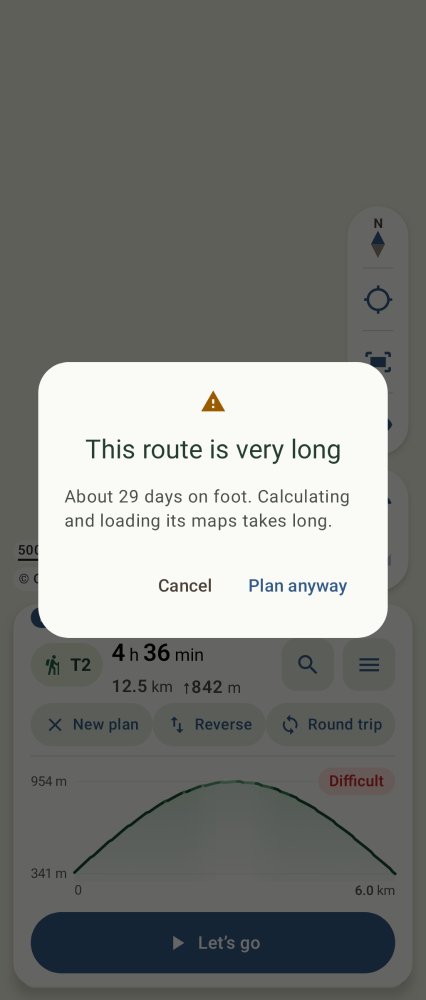 N
This route is very long
About 29 days on foot. Calculating
and loading its maps takes long.
Cancel
Plan anyway
500
©
T2
4 h 36 min
12.5 km ↑842 m
New plan
Reverse
Round trip
954 m
Difficult
341 m
0
6.0 km
Let's go